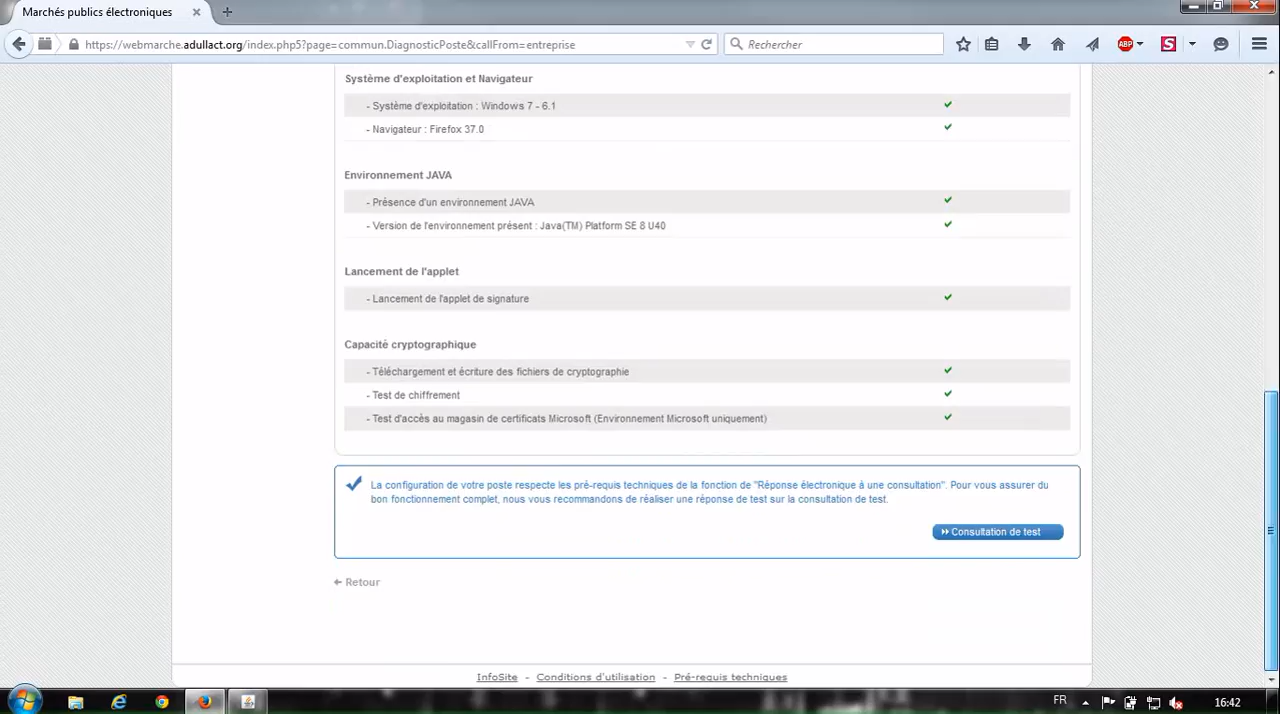 Marchés publics électroniques
https://webmarche.adullact.org/index.php5?page=commun.DiagnosticPoste&callFrom=entreprise
Rechercher
ABP
S
Système d'exploitation et Navigateur
- Système d'exploitation : Windows 7 - 6.1
- Navigateur : Firefox 37.0
Environnement JAVA
- Présence d'un environnement JAVA
- Version de l'environnement présent : Java(TM) Platform SE 8 U40
Lancement de l'applet
- Lancement de l'applet de signature
Capacité cryptographique
- Téléchargement et écriture des fichiers de cryptographie
- Test de chiffrement
- Test d'accès au magasin de certificats Microsoft (Environnement Microsoft uniquement)
La configuration de votre poste respecte les pré-requis techniques de la fonction de "Réponse électronique à une consultation". Pour vous assurer du
bon fonctionnement complet, nous vous recommandons de réaliser une réponse de test sur la consultation de test.
Consultation de test
Retour
InfoSite - Conditions d'utilisation - Pré-requis techniques
FR
16:42